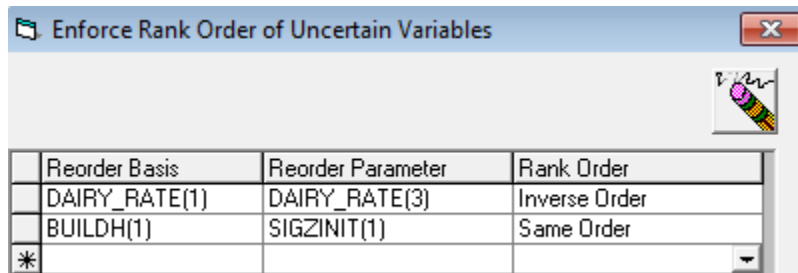 Enforce Rank Order of Uncertain Variables
Reorder Basis Reorder Parameter Rank Order
DAIRY_RATE(1) DAIRY_RATE(3) Inverse Order
BUILDH(1) SIGZINIT(1) Same Order
*